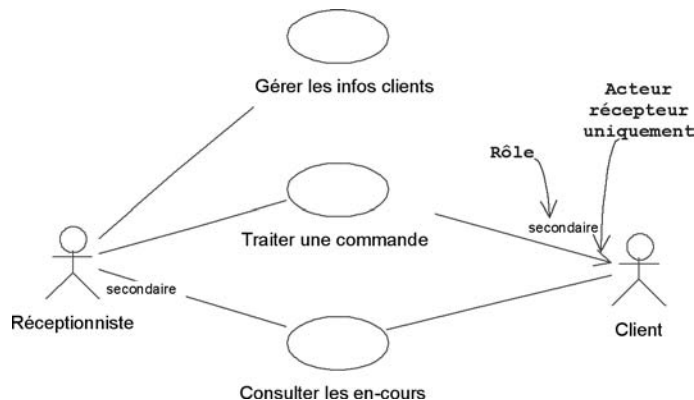 Gérer les infos clients
Acteur
récepteur
uniquement
Rôle
secondaire
Traiter une commande
secondaire
Réceptionniste
Client
Consulter les en-cours